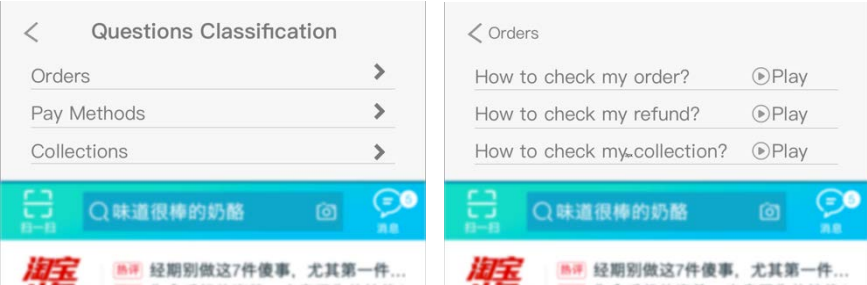 Questions Classification
Orders
Pay Methods
Collections
扫一扫
味道很棒的奶酪
5
消息
淘宝
热评 经期别做这7件傻事，尤其第一件...
Orders
How to check my order? Play
How to check my refund? Play
How to check my collection? Play
扫一扫
味道很棒的奶酪
5
消息
淘宝
热评 经期别做这7件傻事，尤其第一件...